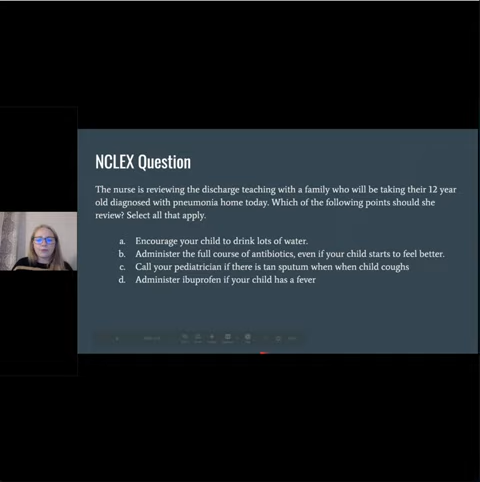 NCLEX Question
The nurse is reviewing the discharge teaching with a family who will be taking their 12 year
old diagnosed with pneumonia home today. Which of the following points should she
review? Select all that apply.
a. Encourage your child to drink lots of water.
b. Administer the full course of antibiotics, even if your child starts to feel better.
c. Call your pediatrician if there is tan sputum when when child coughs
d. Administer ibuprofen if your child has a fever